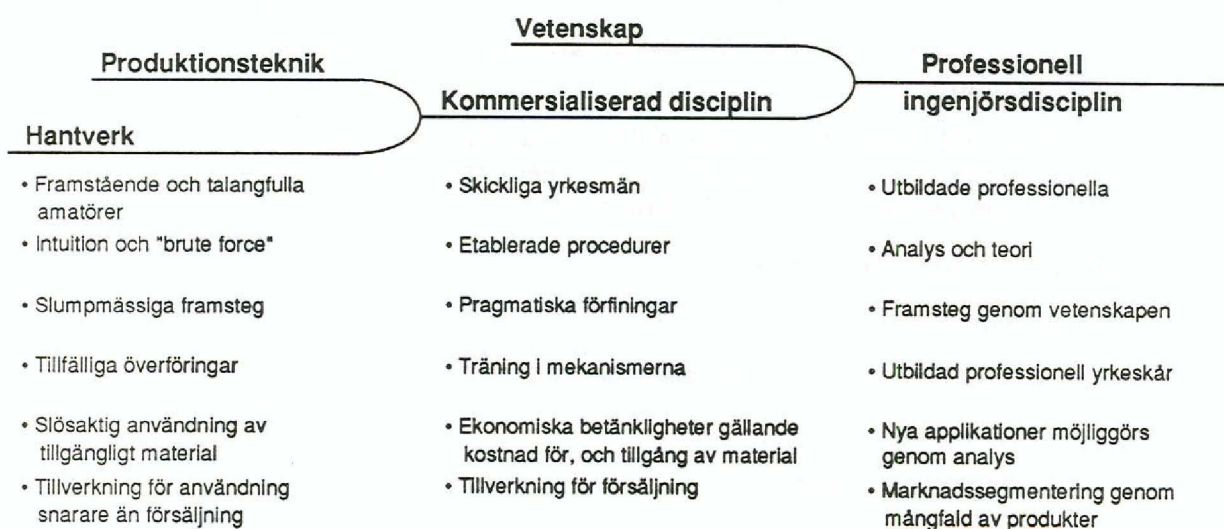 Vetenskap
Produktionsteknik
Professionell
ingenjörsdisciplin
Kommersialiserad disciplin
Hantverk
• Framstående och talangfulla
amatörer
• Intuition och "brute force"
• Slumpmässiga framsteg
• Tillfälliga överföringar
• Slösaktig användning av
tillgängligt material
• Tillverkning för användning
snarare än försäljning
• Skickliga yrkesmän
• Etablerade procedurer
• Pragmatiska förfiningar
• Träning i mekanismerna
• Ekonomiska betänkligheter gällande
kostnad för, och tillgång av material
• Tillverkning för försäljning
• Utbildade professionella
• Analys och teori
• Framsteg genom vetenskapen
• Utbildad professionell yrkeskår
• Nya applikationer möjliggörs
genom analys
• Marknadssegmentering genom
mångfald av produkter